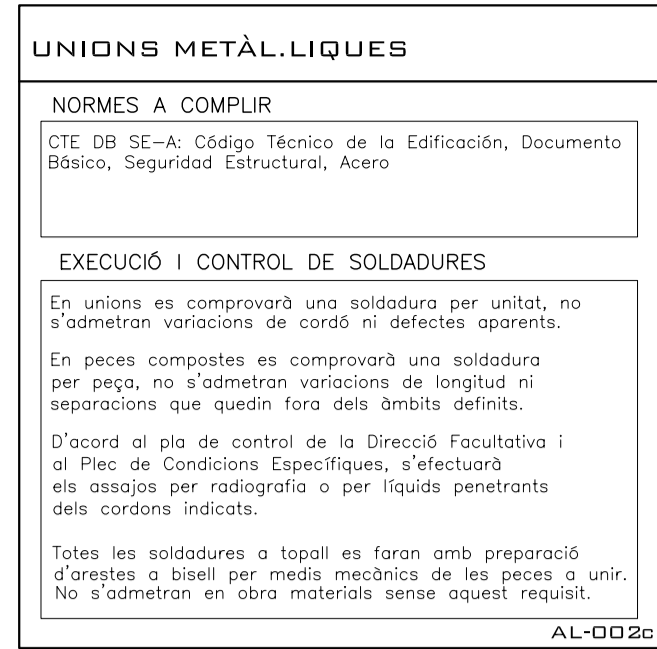 UNIONS METÀL.LIQUES
NORMES A COMPLIR
CTE DB SE-A: Código Técnico de la Edificación, Documento
Básico, Seguridad Estructural, Acero
EXECUCIÓ I CONTROL DE SOLDADURES
En unions es comprovarà una soldadura per unitat, no
s'admetran variacions de cordó ni defectes aparents.
En peces compostes es comprovarà una soldadura
per peça, no s'admetran variacions de longitud ni
separacions que quedin fora dels àmbits definits.
D'acord al pla de control de la Direcció Facultativa i
al Plec de Condicions Específiques, s'efectuarà
els assajos per radiografia o per líquids penetrants
dels cordons indicats.
Totes les soldadures a topall es faran amb preparació
d'arestes a bisell per medis mecànics de les peces a unir.
No s'admetran en obra materials sense aquest requisit.
AL-002c